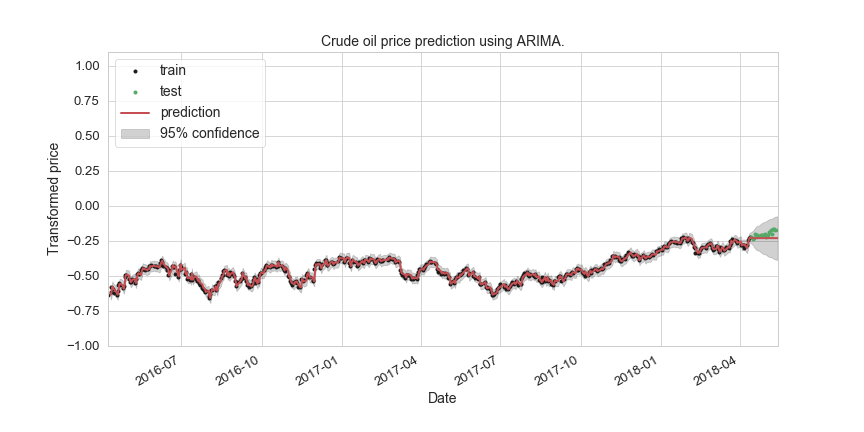 Crude oil price prediction using ARIMA.
train
test
prediction
95% confidence
1.00
0.75
0.50
0.25
0.00
−0.25
−0.50
−0.75
−1.00
Transformed price
2016-07
2016-10
2017-01
2017-04
2017-07
2017-10
2018-01
2018-04
Date